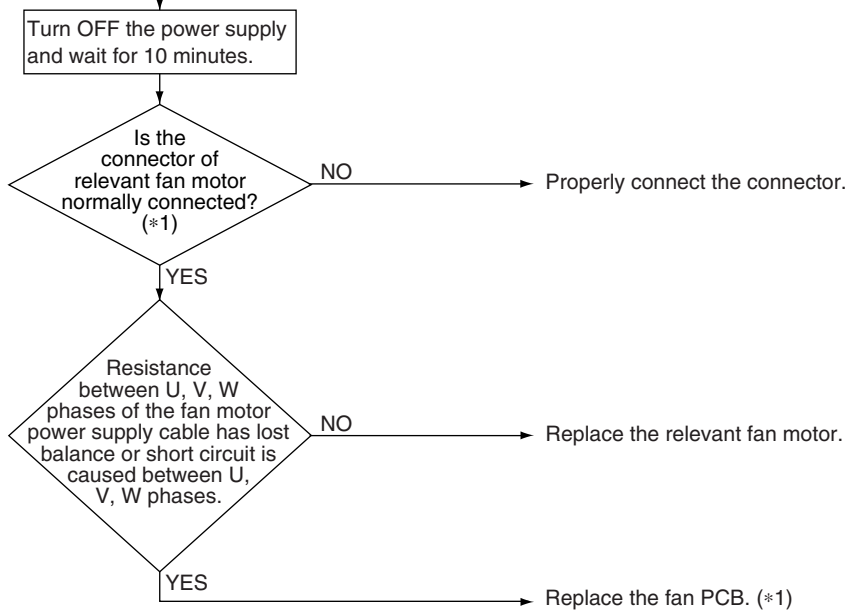 Turn OFF the power supply
and wait for 10 minutes.
Is the
connector of
relevant fan motor
normally connected?
(*1)
NO
Properly connect the connector.
YES
Resistance
between U, V, W
phases of the fan motor
power supply cable has lost
balance or short circuit is
caused between U,
V, W phases.
NO
Replace the relevant fan motor.
YES
Replace the fan PCB. (*1)